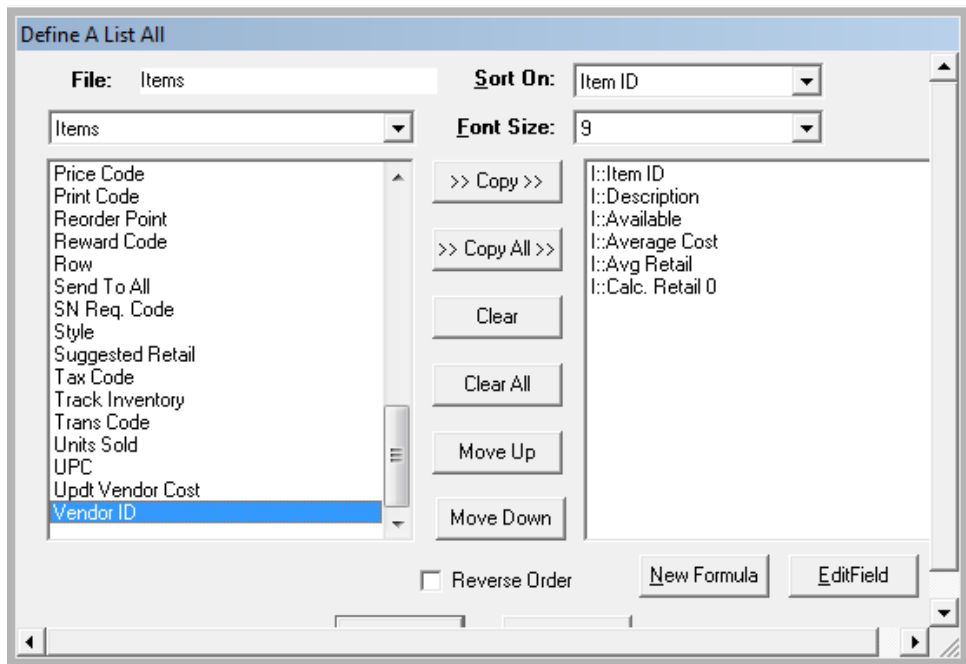 Define A List All
File: Items
Sort On: Item ID
Items
Font Size: 9
Price Code
Print Code
Reorder Point
Reward Code
Row
Send To All
SN Req. Code
Style
Suggested Retail
Tax Code
Track Inventory
Trans Code
Units Sold
UPC
Updt Vendor Cost
Vendor ID
>> Copy >>
>> Copy All >>
Clear
Clear All
Move Up
Move Down
I::Item ID
I::Description
I::Available
I::Average Cost
I::Avg Retail
I::Calc. Retail 0
Reverse Order
New Formula
EditField